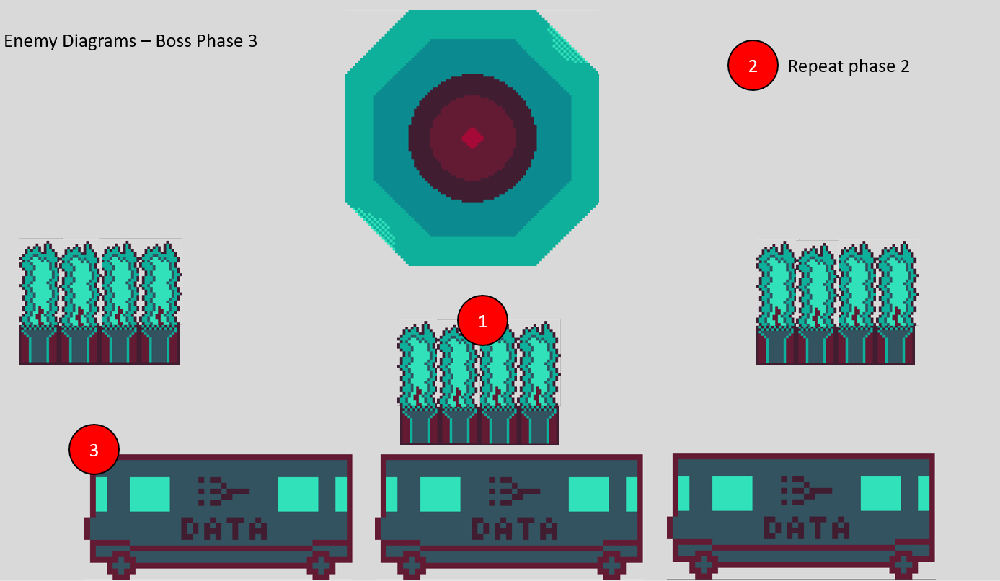 Enemy Diagrams – Boss Phase 3
2 Repeat phase 2
1
3
DATA DATA DATA